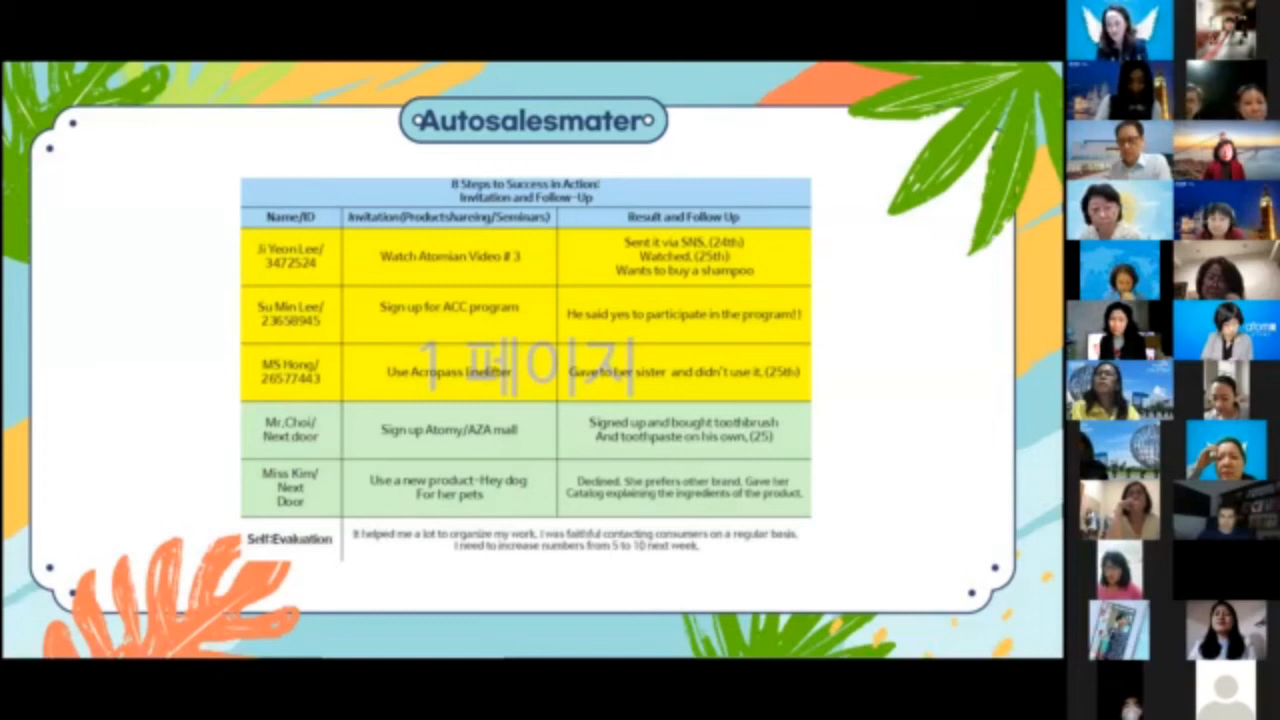 Autosalesmater
8 Steps to Success in Action:
Invitation and Follow-Up
Name/ID
Invitation(Productshareing/Seminars)
Result and Follow Up
Ji Yeon Lee/
3472524
Watch Atomian Video # 3
Sent it via SNS, (24th)
Watched, (25th)
Wants to buy a shampoo
Su Min Lee/
23658945
Sign up for ACC program
He said yes to participate in the program!!
MS Hong/
26577443
Use Acropass linelifter
Gave to her sister and didn't use it, (25th)
1 페이지
Mr,Choi/
Next door
Sign up Atomy/AZA mall
Signed up and bought toothbrush
And toothpaste on his own, (25)
Miss Kim/
Next
Door
Use a new product-Hey dog
For her pets
Declined, She prefers other brand, Gave her
Catalog explaining the ingredients of the product,
Self:Evaluation
It helped me a lot to organize my work, I was faithful contacting consumers on a regular basis,
I need to increase numbers from 5 to 10 next week,